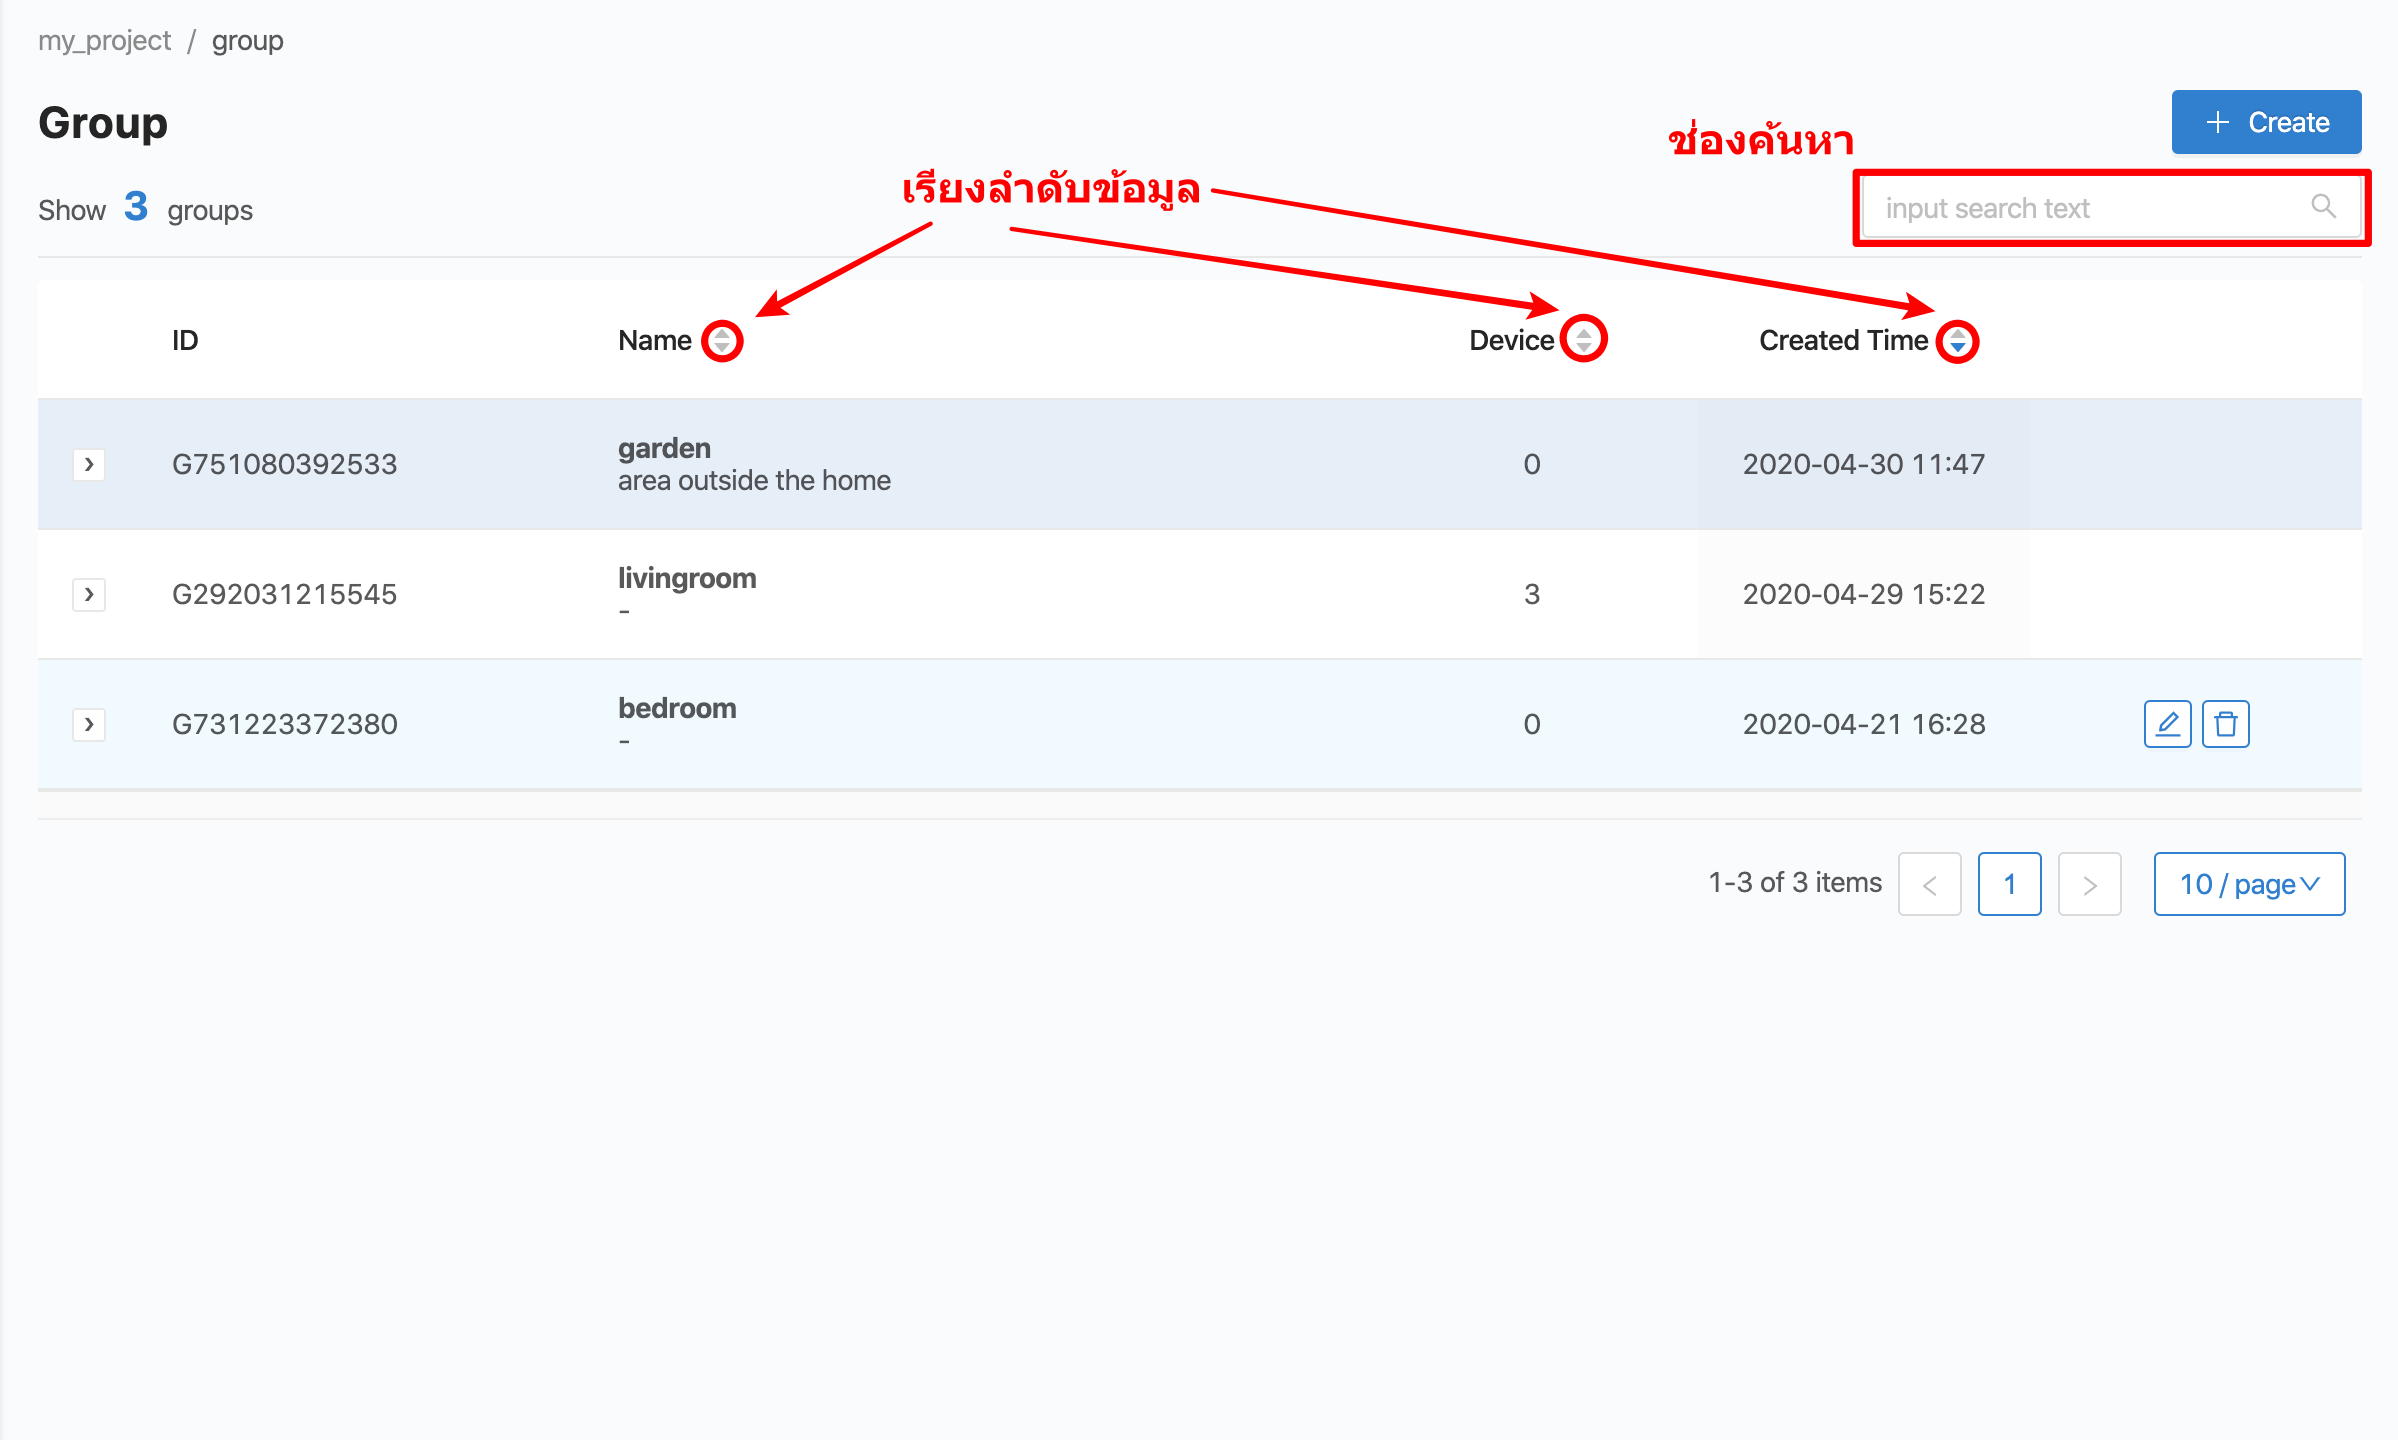 my_project / group
Group
+ Create
ช่องค้นหา
เรียงลำดับข้อมูล
Show 3 groups
input search text
ID Name Device Created Time
G751080392533 garden 0 2020-04-30 11:47
area outside the home
G292031215545 livingroom 3 2020-04-29 15:22
-
G731223372380 bedroom 0 2020-04-21 16:28
-
1-3 of 3 items < 1 > 10 / page